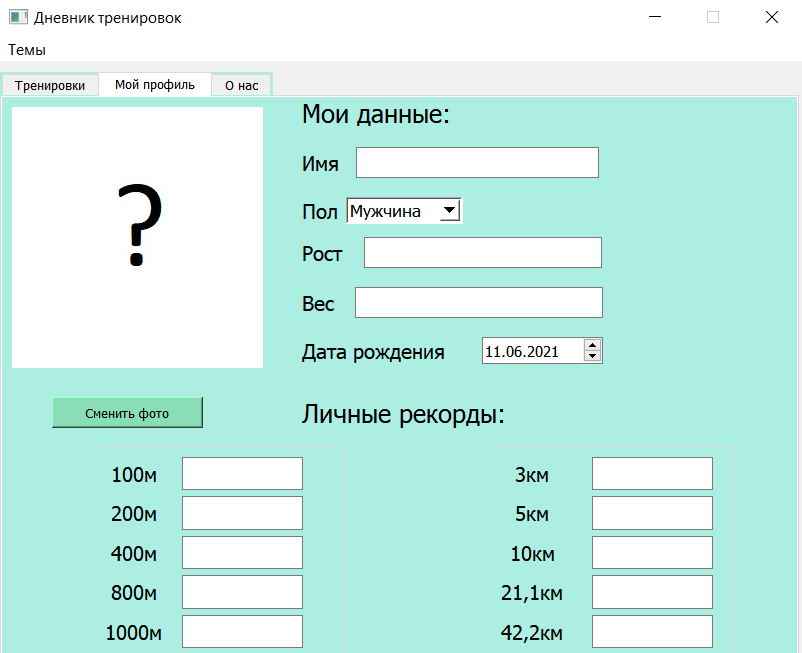 Дневник тренировок
Темы
Тренировки Мой профиль О нас
?
Мои данные:
Имя
Пол Мужчина
Рост
Вес
Дата рождения 11.06.2021
Сменить фото
Личные рекорды:
100м 3км
200м 5км
400м 10км
800м 21,1км
1000м 42,2км